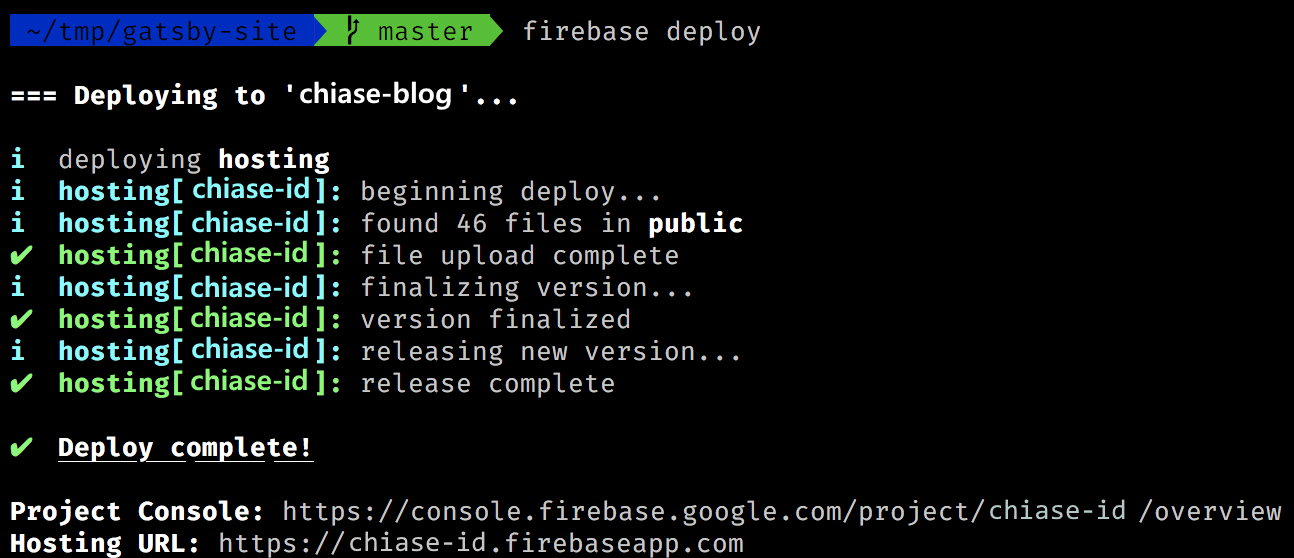 ~/tmp/gatsby-site master firebase deploy
=== Deploying to 'chiase-blog '...
i deploying hosting
i hosting[ chiase-id ]: beginning deploy...
i hosting[ chiase-id ]: found 46 files in public
✔ hosting[ chiase-id ]: file upload complete
i hosting[ chiase-id ]: finalizing version...
✔ hosting[ chiase-id ]: version finalized
i hosting[ chiase-id ]: releasing new version...
✔ hosting[ chiase-id ]: release complete
✔ Deploy complete!
Project Console: https://console.firebase.google.com/project/chiase-id /overview
Hosting URL: https://chiase-id.firebaseapp.com